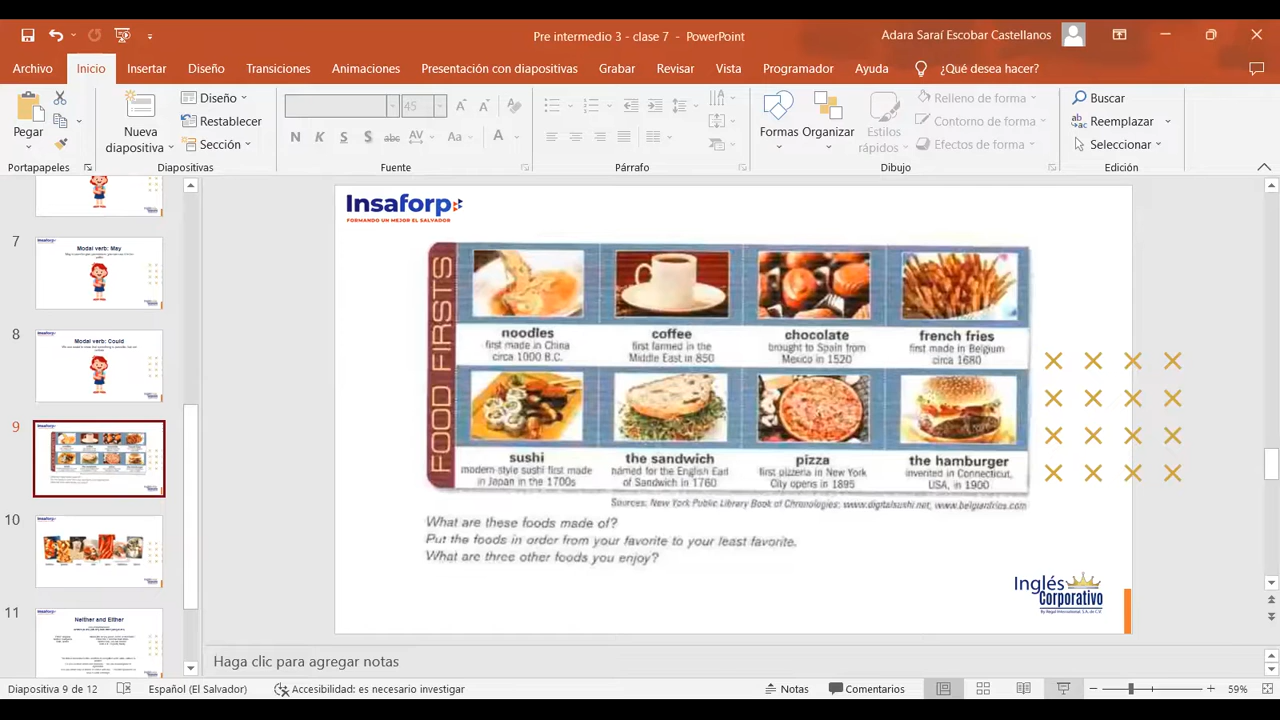 Pre intermedio 3 - clase 7 - PowerPoint
Adara Saraí Escobar Castellanos
Archivo Inicio Insertar Diseño Transiciones Animaciones Presentación con diapositivas Grabar Revisar Vista Programador Ayuda ¿Qué desea hacer?
Pegar
Nueva diapositiva
Diseño
Restablecer
Sección
45
N K S S abc AV Aa A
Formas Organizar Estilos rápidos
Relleno de forma
Contorno de forma
Efectos de forma
Buscar
Reemplazar
Seleccionar
Portapapeles Diapositivas Fuente Párrafo Dibujo Edición
7
Modal verb: May
8
Modal verb: Could
9
10
11
Neither and Either
Insaforp
FORMANDO UN MEJOR EL SALVADOR
FOOD FIRSTS
noodles
first made in China
circa 1000 B.C.
coffee
first farmed in the
Middle East in 850
chocolate
brought to Spain from
Mexico in 1520
french fries
first made in Belgium
circa 1680
sushi
modern-style sushi first made
in Japan in the 1700s
the sandwich
named for the English Earl
of Sandwich in 1760
pizza
first pizzeria in New York
City opens in 1895
the hamburger
invented in Connecticut,
USA, in 1900
Sources: New York Public Library Book of Chronologies; www.digitalsushi.net, www.belgianfries.com
What are these foods made of?
Put the foods in order from your favorite to your least favorite.
What are three other foods you enjoy?
Inglés
Corporativo
Haga clic para agregar notas
Diapositiva 9 de 12 Español (El Salvador) Accesibilidad: es necesario investigar Notas Comentarios 59%